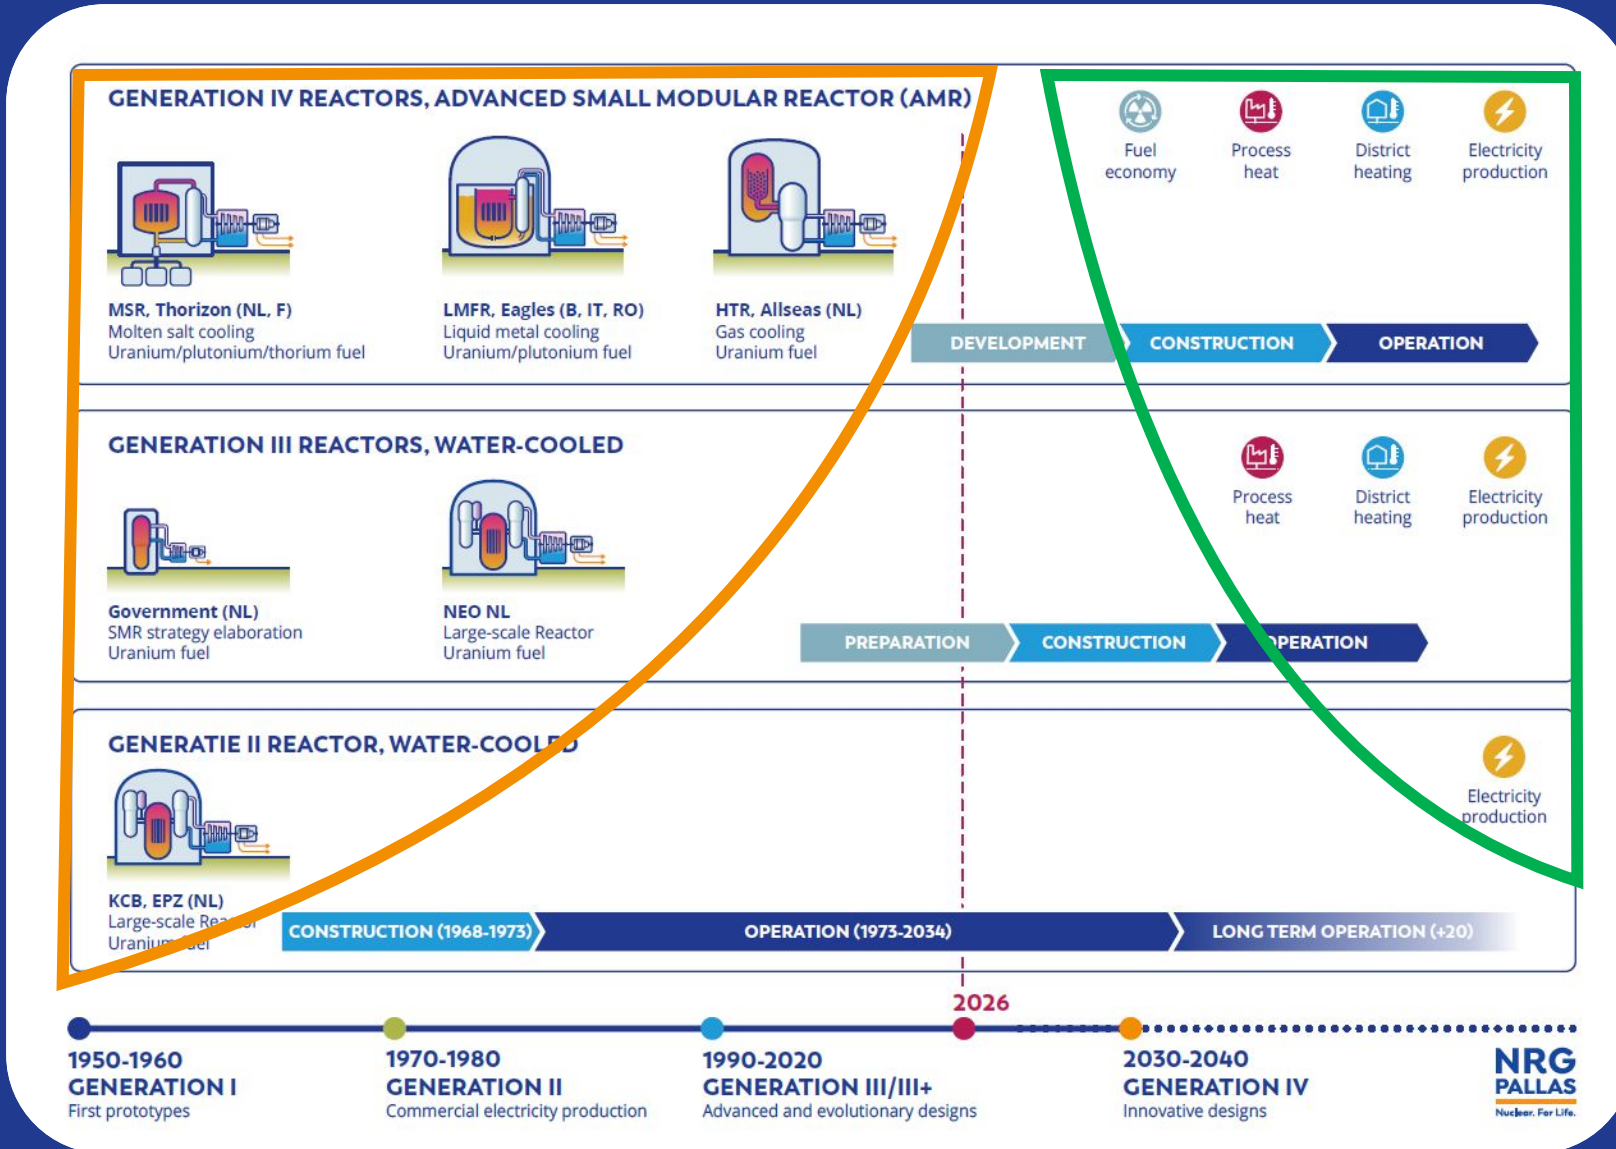 GENERATION IV REACTORS, ADVANCED SMALL MODULAR REACTOR (AMR)
Fuel
economy
Process
heat
District
heating
Electricity
production
MSR, Thorizon (NL, F)
Molten salt cooling
Uranium/plutonium/thorium fuel
LMFR, Eagles (B, IT, RO)
Liquid metal cooling
Uranium/plutonium fuel
HTR, Allseas (NL)
Gas cooling
Uranium fuel
DEVELOPMENT
CONSTRUCTION
OPERATION
GENERATION III REACTORS, WATER-COOLED
Process
heat
District
heating
Electricity
production
Government (NL)
SMR strategy elaboration
Uranium fuel
NEO NL
Large-scale Reactor
Uranium fuel
PREPARATION
CONSTRUCTION
OPERATION
GENERATIE II REACTOR, WATER-COOLED
Electricity
production
KCB, EPZ (NL)
Large-scale Reactor
Uranium fuel
CONSTRUCTION (1968-1973)
OPERATION (1973-2034)
LONG TERM OPERATION (+20)
2026
1950-1960
GENERATION I
First prototypes
1970-1980
GENERATION II
Commercial electricity production
1990-2020
GENERATION III/III+
Advanced and evolutionary designs
2030-2040
GENERATION IV
Innovative designs
NRG
PALLAS
Nuclear. For Life.